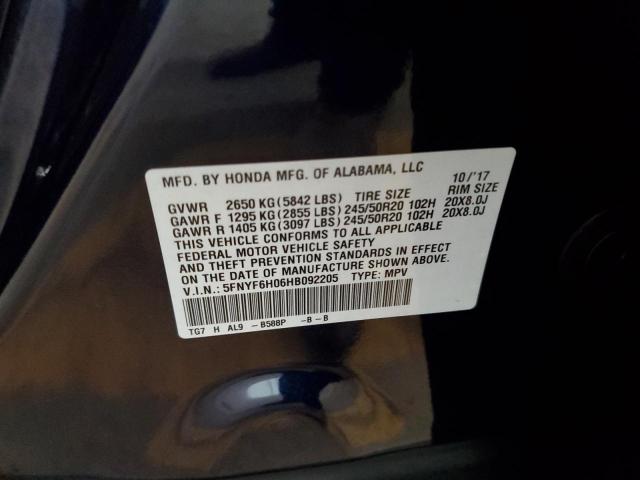 MFD. BY HONDA MFG. OF ALABAMA, LLC 10/'17
GVWR 2650 KG (5842 LBS) TIRE SIZE RIM SIZE
GAWR F 1295 KG (2855 LBS) 245/50R20 102H 20X8.0J
GAWR R 1405 KG (3097 LBS) 245/50R20 102H 20X8.0J
THIS VEHICLE CONFORMS TO ALL APPLICABLE
FEDERAL MOTOR VEHICLE SAFETY
AND THEFT PREVENTION STANDARDS IN EFFECT
ON THE DATE OF MANUFACTURE SHOWN ABOVE.
V.I.N.: 5FNYF6H06HB092205 TYPE: MPV
TG7 H AL9 -B588P -B-B